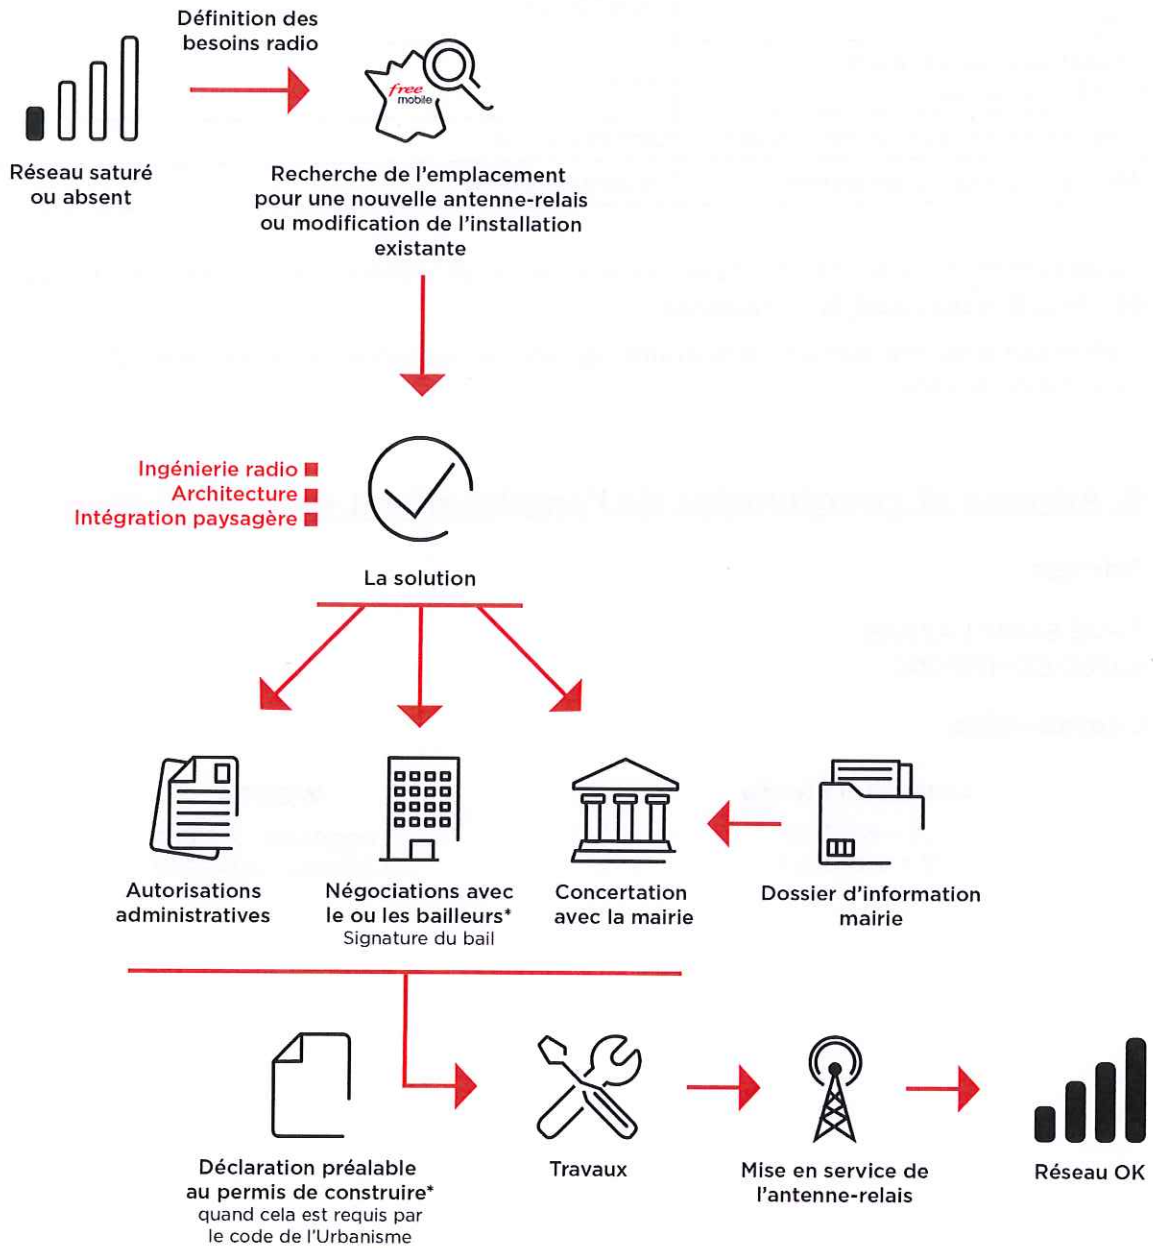 Définition des
besoins radio
free
mobile
Réseau saturé
ou absent
Recherche de l'emplacement
pour une nouvelle antenne-relais
ou modification de l'installation
existante
Ingénierie radio
Architecture
Intégration paysagère
La solution
Autorisations
administratives
Négociations avec
le ou les bailleurs*
Signature du bail
Concertation
avec la mairie
Dossier d'information
mairie
Déclaration préalable
au permis de construire*
quand cela est requis par
le code de l'Urbanisme
Travaux
Mise en service de
l'antenne-relais
Réseau OK